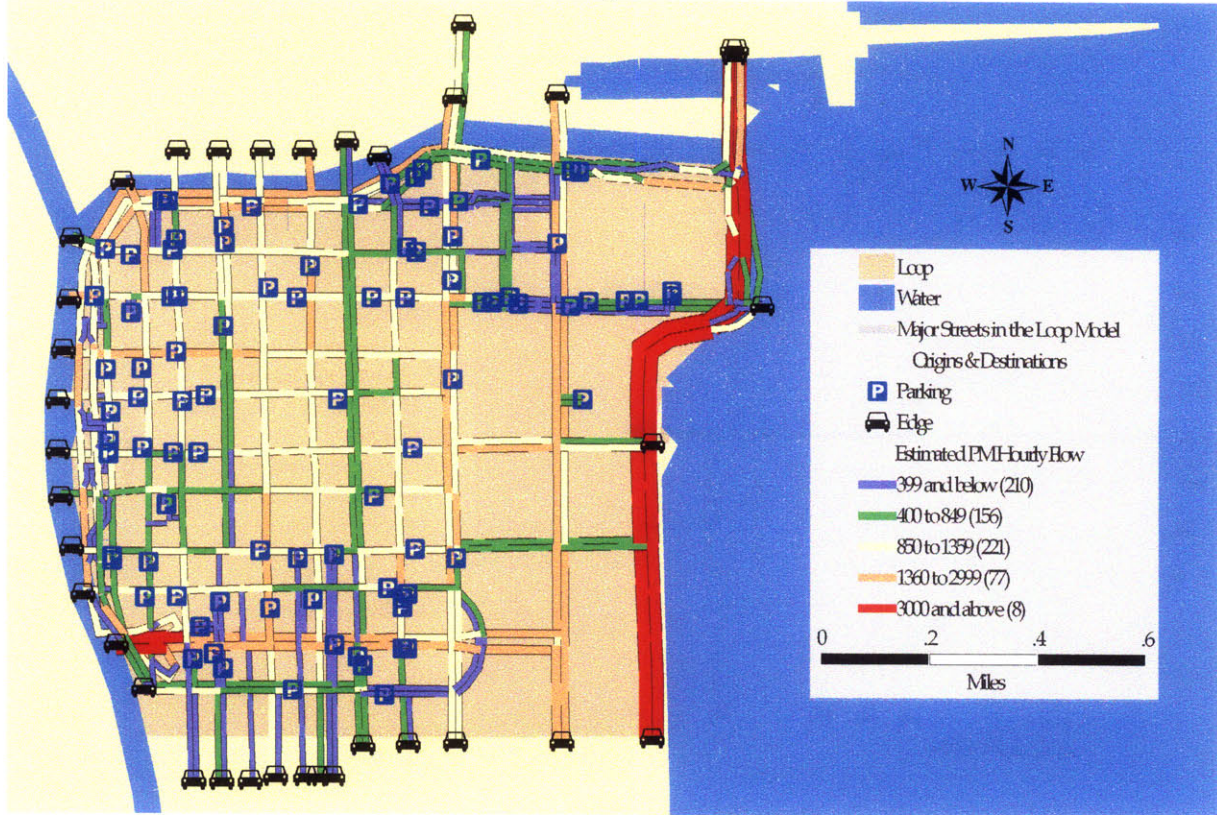 N
W E
S
Loop
Water
Major Streets in the Loop Model
Origins & Destinations
P Parking
Edge
Estimated PM Hourly Flow
399 and below (210)
400 to 849 (156)
850 to 1359 (221)
1360 to 2999 (77)
3000 and above (8)
0 .2 .4 .6
Miles